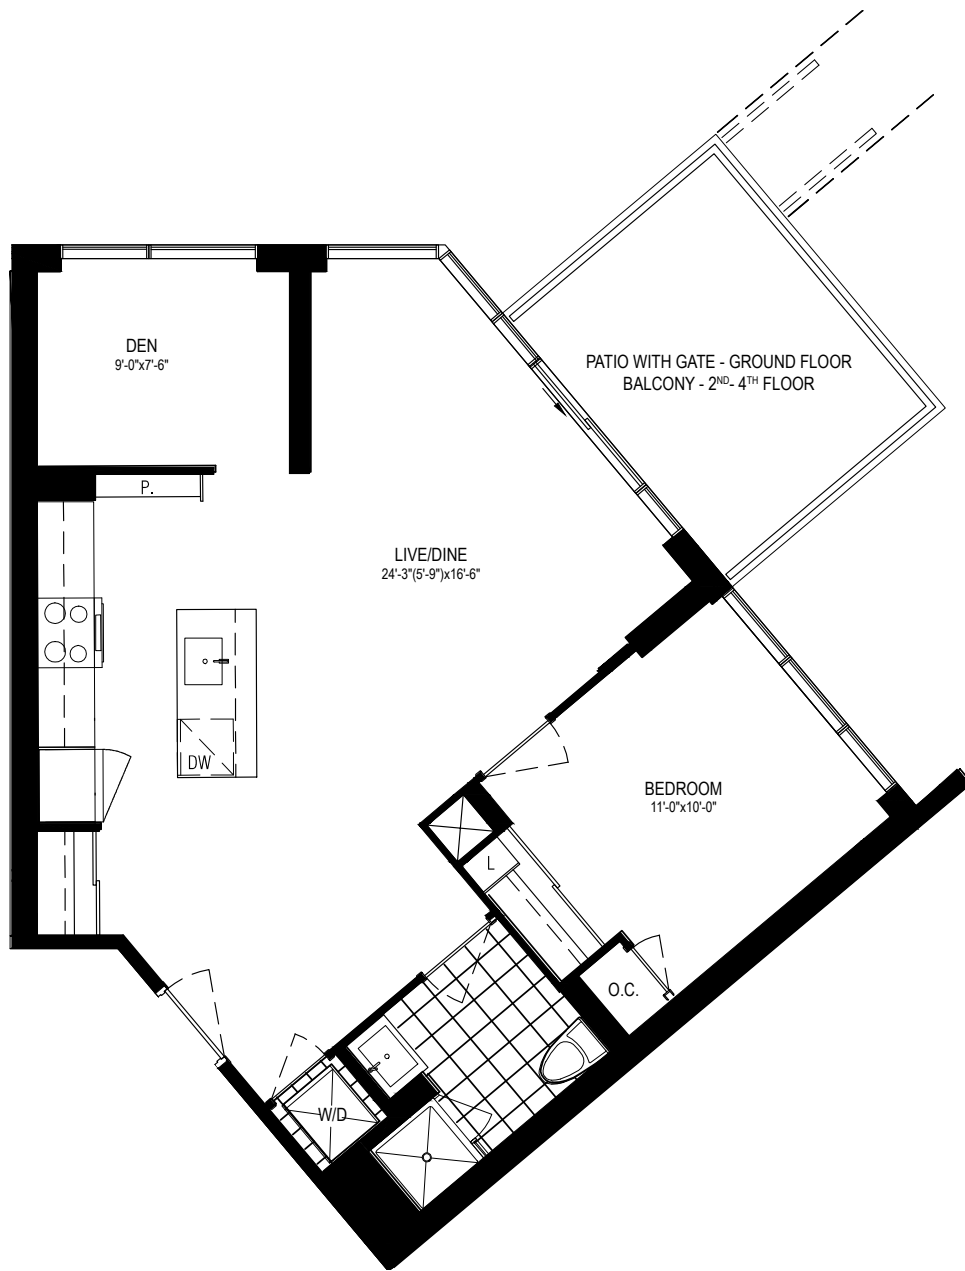 DEN
9'-0"x7'-6"
PATIO WITH GATE - GROUND FLOOR
BALCONY - 2ND- 4TH FLOOR
P.
LIVE/DINE
24'-3"(5'-9")x16'-6"
DW
BEDROOM
11'-0"x10'-0"
L
O.C.
W/D